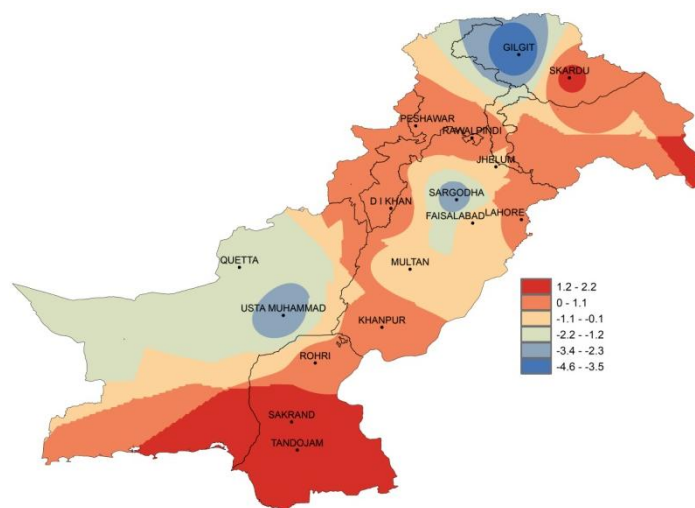 GILGIT
SKARDU
PESHAWAR
RAWALPINDI
JHELUM
SARGODHA
D I KHAN
FAISALABAD
LAHORE
QUETTA
MULTAN
USTA MUHAMMAD
KHANPUR
ROHRI
SAKRAND
TANDOJAM
1.2 - 2.2
0 - 1.1
-1.1 - -0.1
-2.2 - -1.2
-3.4 - -2.3
-4.6 - -3.5